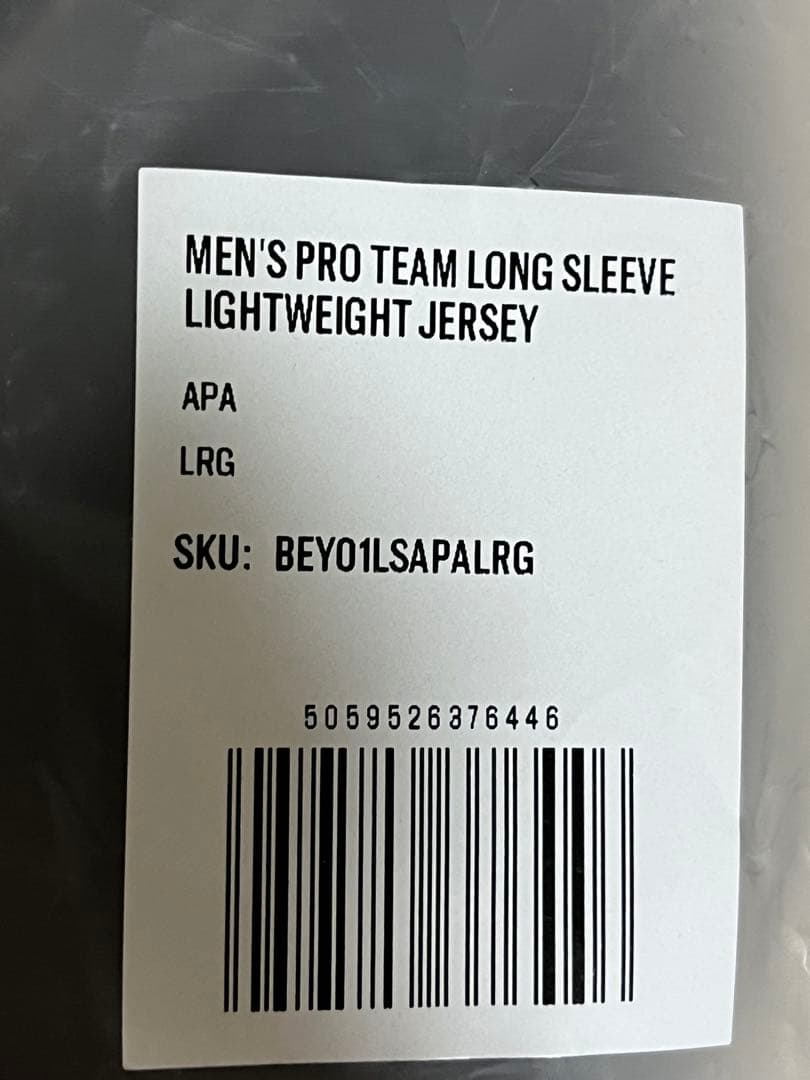 MEN'S PRO TEAM LONG SLEEVE
LIGHTWEIGHT JERSEY
APA
LRG
SKU: BEY01LSAPALRG
5059526376446